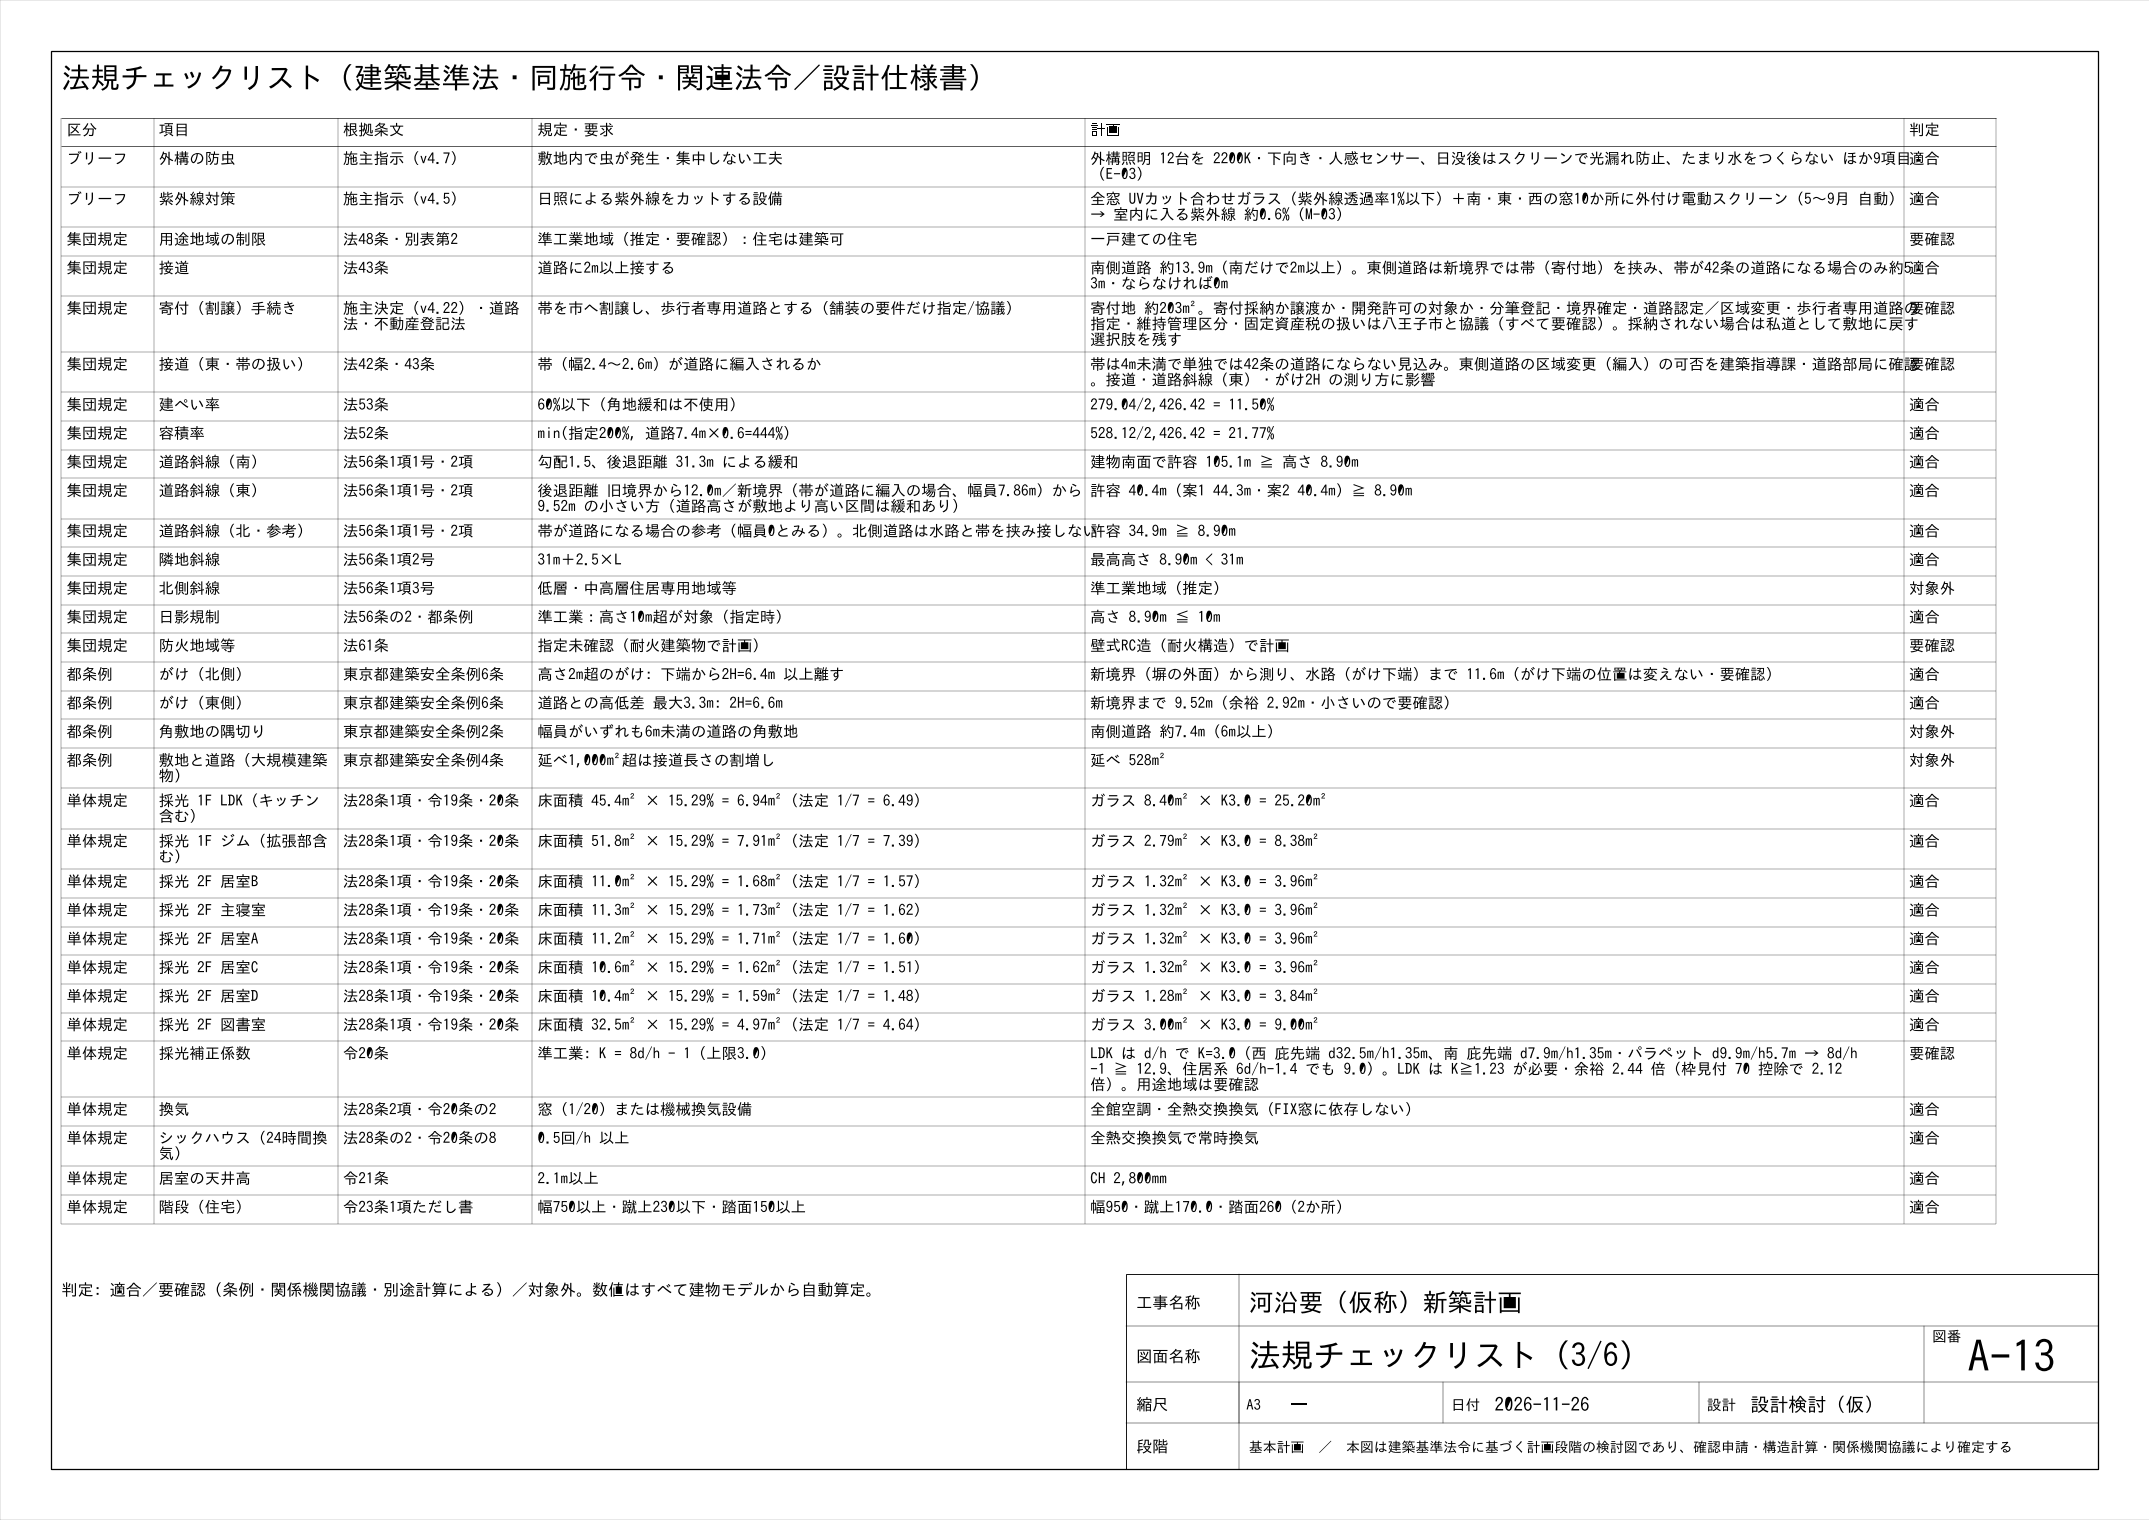 法規チェックリスト（建築基準法・同施行令・関連法令／設計仕様書）
区分 項目 根拠条文 規定・要求 計画 判定
ブリーフ 外構の防虫 施主指示（v4.7） 敷地内で虫が発生・集中しない工夫 外構照明 12台を 2200K・下向き・人感センサー、日没後はスクリーンで光漏れ防止、たまり水をつくらない ほか9項目 適合
（E-03）
ブリーフ 紫外線対策 施主指示（v4.5） 日照による紫外線をカットする設備 全窓 UVカット合わせガラス（紫外線透過率1%以下）＋南・東・西の窓10か所に外付け電動スクリーン（5〜9月 自動） 適合
→ 室内に入る紫外線 約0.6%（M-03）
集団規定 用途地域の制限 法48条・別表第2 準工業地域（推定・要確認）：住宅は建築可 一戸建ての住宅 要確認
集団規定 接道 法43条 道路に2m以上接する 南側道路 約13.9m（南だけで2m以上）。東側道路は新境界では帯（寄付地）を挟み、帯が42条の道路になる場合のみ約5 適合
3m・ならなければ0m
集団規定 寄付（割譲）手続き 施主決定（v4.22）・道路 帯を市へ割譲し、歩行者専用道路とする（舗装の要件だけ指定/協議） 寄付地 約203m²。寄付採納か譲渡か・開発許可の対象か・分筆登記・境界確定・道路認定／区域変更・歩行者専用道路の 要確認
法・不動産登記法 指定・維持管理区分・固定資産税の扱いは八王子市と協議（すべて要確認）。採納されない場合は私道として敷地に戻す
選択肢を残す
集団規定 接道（東・帯の扱い） 法42条・43条 帯（幅2.4〜2.6m）が道路に編入されるか 帯は4m未満で単独では42条の道路にならない見込み。東側道路の区域変更（編入）の可否を建築指導課・道路部局に確認 要確認
。接道・道路斜線（東）・がけ2H の測り方に影響
集団規定 建ぺい率 法53条 60%以下（角地緩和は不使用） 279.04/2,426.42 = 11.50% 適合
集団規定 容積率 法52条 min(指定200%, 道路7.4m×0.6=444%) 528.12/2,426.42 = 21.77% 適合
集団規定 道路斜線（南） 法56条1項1号・2項 勾配1.5、後退距離 31.3m による緩和 建物南面で許容 105.1m ≧ 高さ 8.90m 適合
集団規定 道路斜線（東） 法56条1項1号・2項 後退距離 旧境界から12.0m／新境界（帯が道路に編入の場合、幅員7.86m）から 許容 40.4m（案1 44.3m・案2 40.4m）≧ 8.90m 適合
9.52m の小さい方（道路高さが敷地より高い区間は緩和あり）
集団規定 道路斜線（北・参考） 法56条1項1号・2項 帯が道路になる場合の参考（幅員0とみる）。北側道路は水路と帯を挟み接しない 許容 34.9m ≧ 8.90m 適合
集団規定 隣地斜線 法56条1項2号 31m＋2.5×L 最高高さ 8.90m < 31m 適合
集団規定 北側斜線 法56条1項3号 低層・中高層住居専用地域等 準工業地域（推定） 対象外
集団規定 日影規制 法56条の2・都条例 準工業：高さ10m超が対象（指定時） 高さ 8.90m ≦ 10m 適合
集団規定 防火地域等 法61条 指定未確認（耐火建築物で計画） 壁式RC造（耐火構造）で計画 要確認
都条例 がけ（北側） 東京都建築安全条例6条 高さ2m超のがけ: 下端から2H=6.4m 以上離す 新境界（塀の外面）から測り、水路（がけ下端）まで 11.6m（がけ下端の位置は変えない・要確認） 適合
都条例 がけ（東側） 東京都建築安全条例6条 道路との高低差 最大3.3m: 2H=6.6m 新境界まで 9.52m（余裕 2.92m・小さいので要確認） 適合
都条例 角敷地の隅切り 東京都建築安全条例2条 幅員がいずれも6m未満の道路の角敷地 南側道路 約7.4m（6m以上） 対象外
都条例 敷地と道路（大規模建築 東京都建築安全条例4条 延べ1,000m²超は接道長さの割増し 延べ 528m² 対象外
物）
単体規定 採光 1F LDK（キッチン 法28条1項・令19条・20条 床面積 45.4m² × 15.29% = 6.94m²（法定 1/7 = 6.49） ガラス 8.40m² × K3.0 = 25.20m² 適合
含む）
単体規定 採光 1F ジム（拡張部含 法28条1項・令19条・20条 床面積 51.8m² × 15.29% = 7.91m²（法定 1/7 = 7.39） ガラス 2.79m² × K3.0 = 8.38m² 適合
む）
単体規定 採光 2F 居室B 法28条1項・令19条・20条 床面積 11.0m² × 15.29% = 1.68m²（法定 1/7 = 1.57） ガラス 1.32m² × K3.0 = 3.96m² 適合
単体規定 採光 2F 主寝室 法28条1項・令19条・20条 床面積 11.3m² × 15.29% = 1.73m²（法定 1/7 = 1.62） ガラス 1.32m² × K3.0 = 3.96m² 適合
単体規定 採光 2F 居室A 法28条1項・令19条・20条 床面積 11.2m² × 15.29% = 1.71m²（法定 1/7 = 1.60） ガラス 1.32m² × K3.0 = 3.96m² 適合
単体規定 採光 2F 居室C 法28条1項・令19条・20条 床面積 10.6m² × 15.29% = 1.62m²（法定 1/7 = 1.51） ガラス 1.32m² × K3.0 = 3.96m² 適合
単体規定 採光 2F 居室D 法28条1項・令19条・20条 床面積 10.4m² × 15.29% = 1.59m²（法定 1/7 = 1.48） ガラス 1.28m² × K3.0 = 3.84m² 適合
単体規定 採光 2F 図書室 法28条1項・令19条・20条 床面積 32.5m² × 15.29% = 4.97m²（法定 1/7 = 4.64） ガラス 3.00m² × K3.0 = 9.00m² 適合
単体規定 採光補正係数 令20条 準工業: K = 8d/h - 1（上限3.0） LDK は d/h で K=3.0（西 庇先端 d32.5m/h1.35m、南 庇先端 d7.9m/h1.35m・パラペット d9.9m/h5.7m → 8d/h 要確認
-1 ≧ 12.9、住居系 6d/h-1.4 でも 9.0）。LDK は K≧1.23 が必要・余裕 2.44 倍（枠見付 70 控除で 2.12
倍）。用途地域は要確認
単体規定 換気 法28条2項・令20条の2 窓（1/20）または機械換気設備 全館空調・全熱交換換気（FIX窓に依存しない） 適合
単体規定 シックハウス（24時間換 法28条の2・令20条の8 0.5回/h 以上 全熱交換換気で常時換気 適合
気）
単体規定 居室の天井高 令21条 2.1m以上 CH 2,800mm 適合
単体規定 階段（住宅） 令23条1項ただし書 幅750以上・蹴上230以下・踏面150以上 幅950・蹴上170.0・踏面260（2か所） 適合
判定: 適合／要確認（条例・関係機関協議・別途計算による）／対象外。数値はすべて建物モデルから自動算定。
工事名称 河沿要（仮称）新築計画
図面名称 法規チェックリスト（3/6） 図番 A-13
縮尺 A3 — 日付 2026-11-26 設計 設計検討（仮）
段階 基本計画 ／ 本図は建築基準法令に基づく計画段階の検討図であり、確認申請・構造計算・関係機関協議により確定する